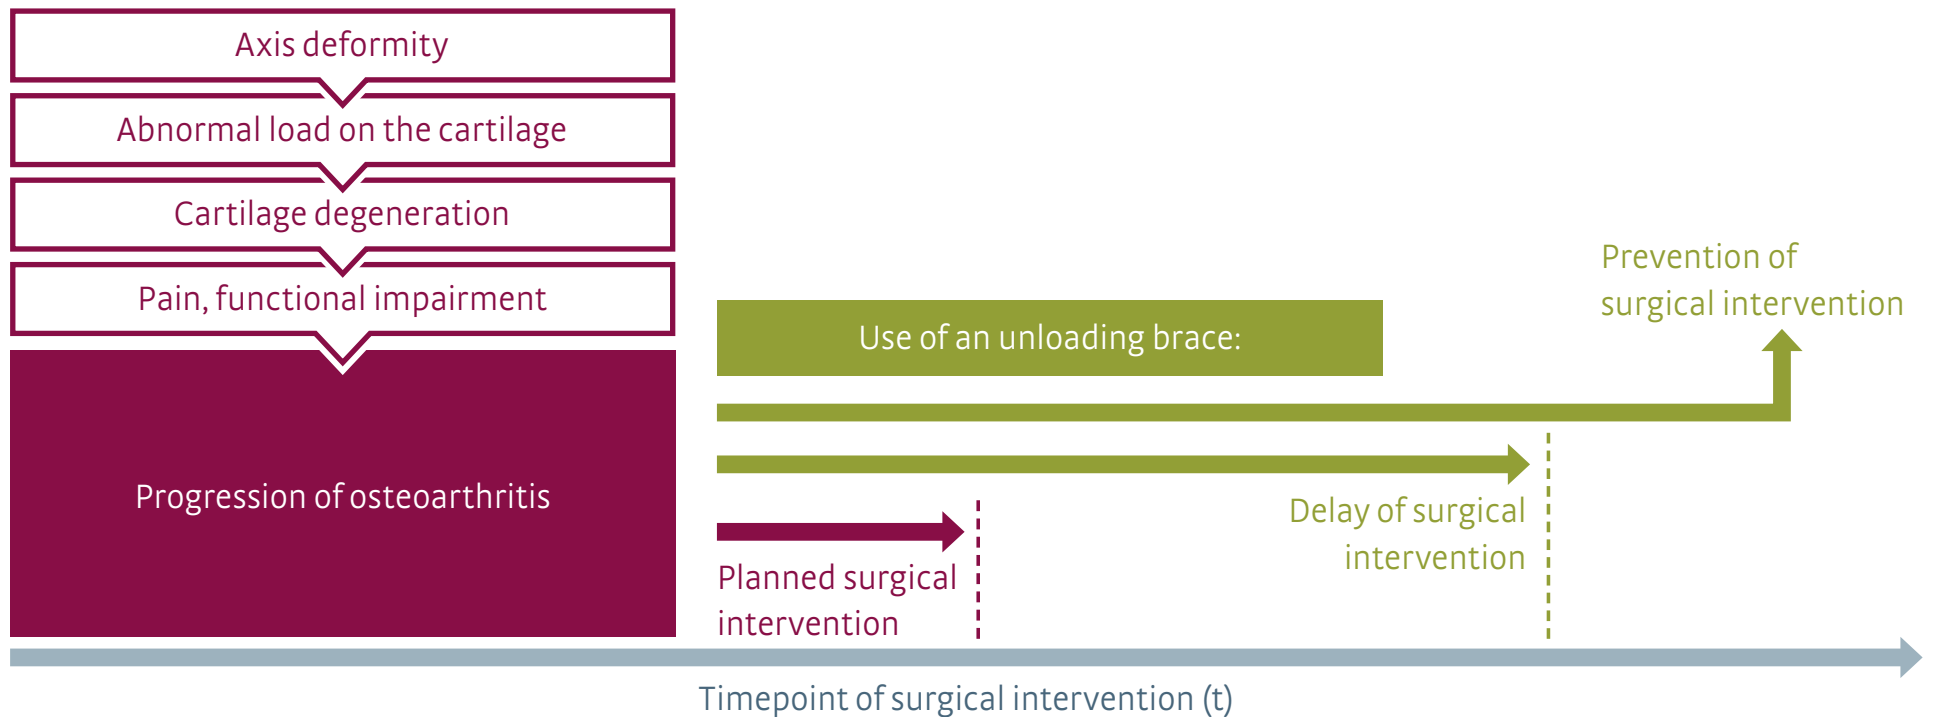 Axis deformity
Abnormal load on the cartilage
Cartilage degeneration
Pain, functional impairment
Progression of osteoarthritis
Use of an unloading brace:
Prevention of
surgical intervention
Delay of surgical
intervention
Planned surgical
intervention
Timepoint of surgical intervention (t)